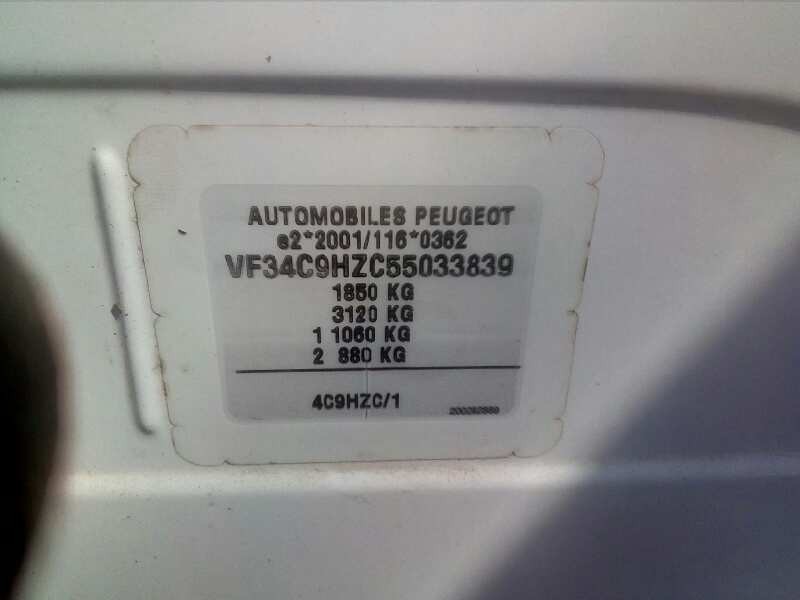 AUTOMOBILES PEUGEOT
e2*2001/116*0362
VF34C9HZC55033839
1850 KG
3120 KG
1 1060 KG
2 880 KG
4C9HZC/1